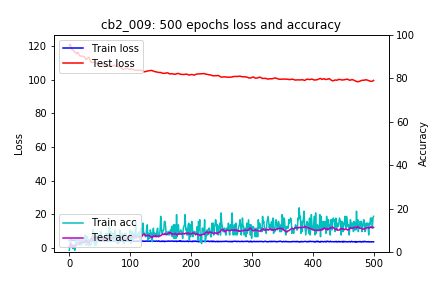 cb2_009: 500 epochs loss and accuracy
120
100
80
60
40
20
0
Loss
Train loss
Test loss
Train acc
Test acc
100
80
60
40
20
0
Accuracy
0
100
200
300
400
500